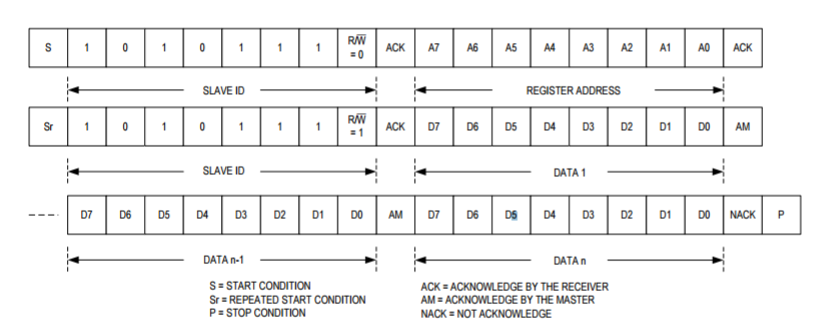 S 1 0 1 0 1 1 1 R/W̅ = 0 ACK A7 A6 A5 A4 A3 A2 A1 A0 ACK
SLAVE ID REGISTER ADDRESS
Sr 1 0 1 0 1 1 1 R/W̅ = 1 ACK D7 D6 D5 D4 D3 D2 D1 D0 AM
SLAVE ID DATA 1
D7 D6 D5 D4 D3 D2 D1 D0 AM D7 D6 D5 D4 D3 D2 D1 D0 NACK P
DATA n-1 DATA n
S = START CONDITION
Sr = REPEATED START CONDITION
P = STOP CONDITION
ACK = ACKNOWLEDGE BY THE RECEIVER
AM = ACKNOWLEDGE BY THE MASTER
NACK = NOT ACKNOWLEDGE